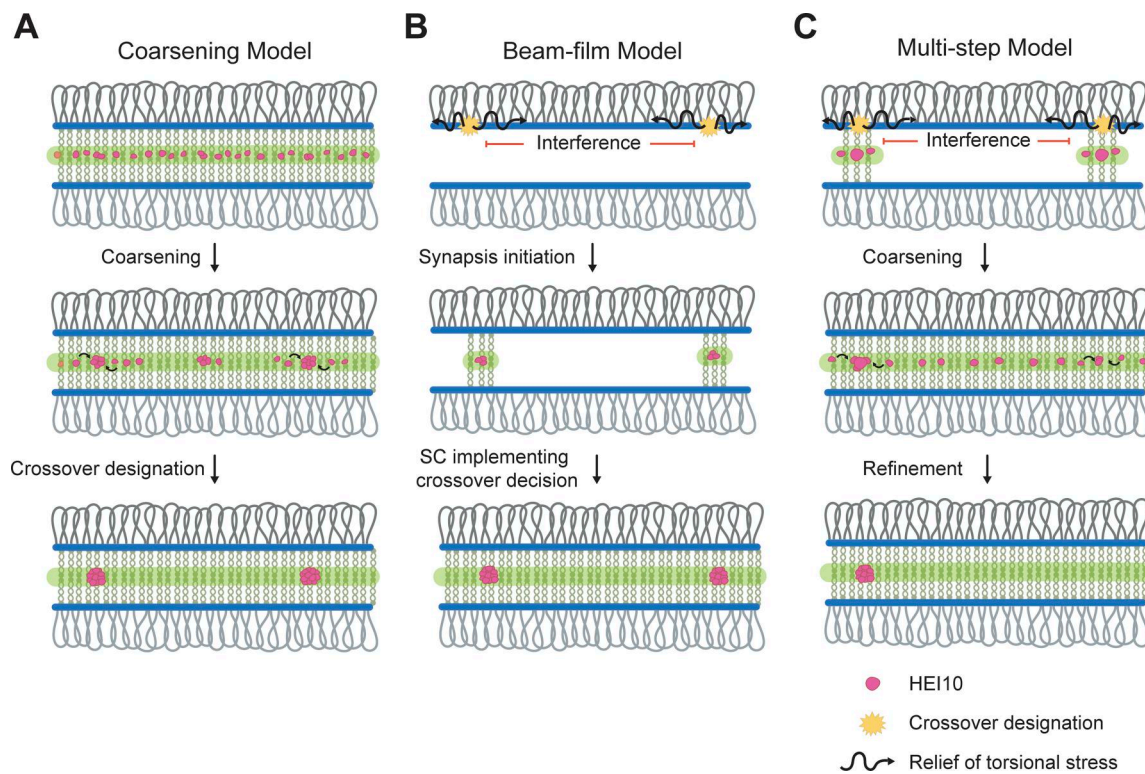 A
Coarsening Model
Coarsening
Crossover designation
B
Beam-film Model
Interference
Synapsis initiation
SC implementing
crossover decision
C
Multi-step Model
Interference
Coarsening
Refinement
HEI10
Crossover designation
Relief of torsional stress